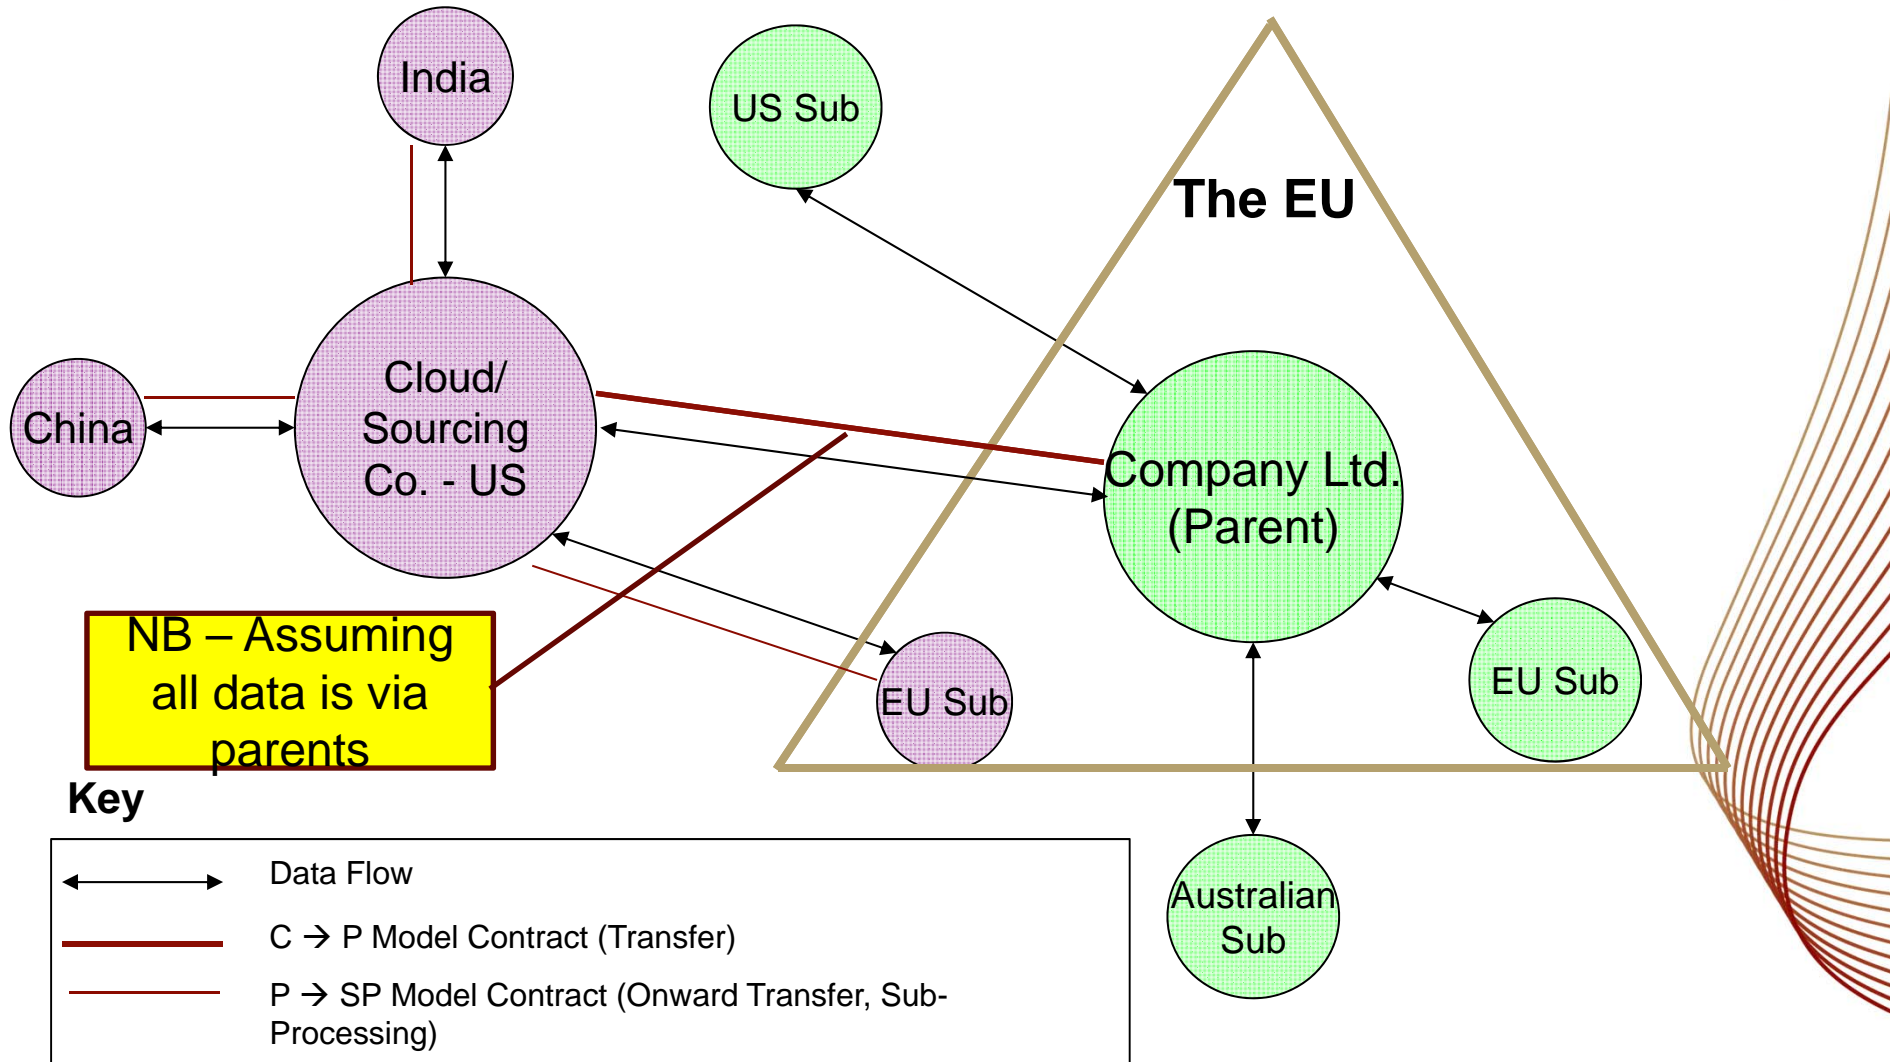 India
US Sub
The EU
Cloud/
Sourcing
Co. - US
China
Company Ltd.
(Parent)
NB – Assuming
all data is via
parents
EU Sub
EU Sub
Key
Data Flow
C → P Model Contract (Transfer)
P → SP Model Contract (Onward Transfer, Sub-
Processing)
Australian
Sub